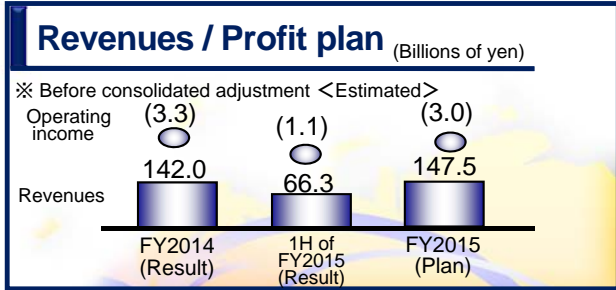 Revenues / Profit plan (Billions of yen)
※ Before consolidated adjustment ＜Estimated＞
Operating income
(3.3) (1.1) (3.0)
142.0 66.3 147.5
Revenues
FY2014 (Result)
1H of FY2015 (Result)
FY2015 (Plan)